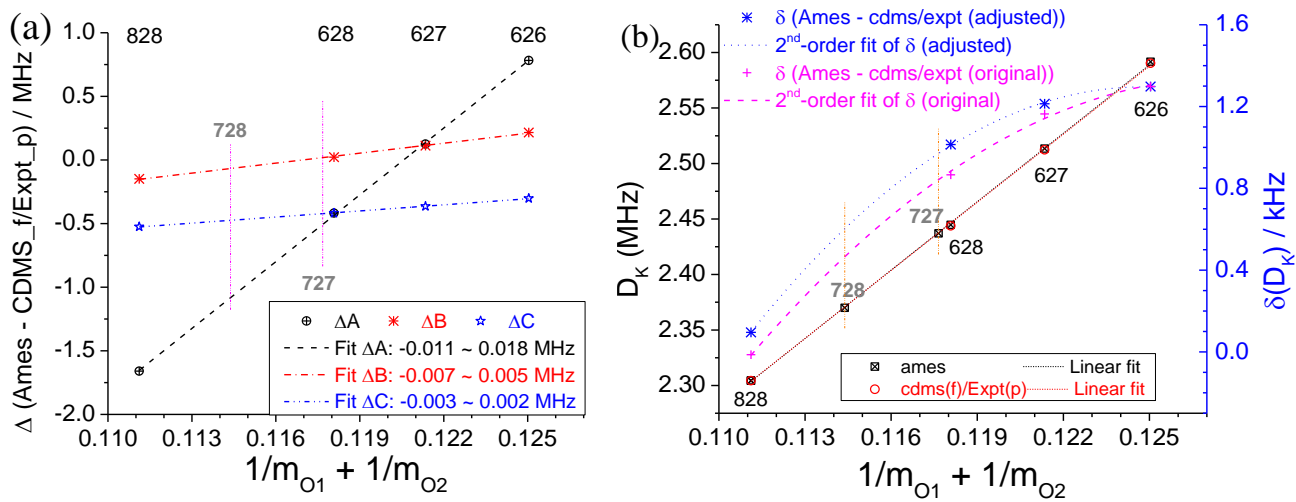 (a)
828
628
627
626
728
727
1.0
0.5
0.0
-0.5
-1.0
-1.5
-2.0
Δ (Ames - CDMS_f/Expt_p) / MHz
ΔA ΔB ΔC
Fit ΔA: -0.011 ~ 0.018 MHz
Fit ΔB: -0.007 ~ 0.005 MHz
Fit ΔC: -0.003 ~ 0.002 MHz
0.110 0.113 0.116 0.119 0.122 0.125
1/m_O1 + 1/m_O2
(b)
δ (Ames - cdms/expt (adjusted))
2nd-order fit of δ (adjusted)
δ (Ames - cdms/expt (original))
2nd-order fit of δ (original)
626
627
727
628
728
828
2.60
2.55
2.50
2.45
2.40
2.35
2.30
D_K (MHz)
1.6
1.2
0.8
0.4
0.0
δ(D_K) / kHz
ames Linear fit
cdms(f)/Expt(p) Linear fit
0.110 0.113 0.116 0.119 0.122 0.125
1/m_O1 + 1/m_O2